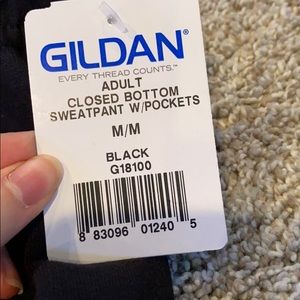 GILDAN®
EVERY THREAD COUNTS.™
ADULT
CLOSED BOTTOM
SWEATPANT W/POCKETS
M/M
BLACK
G18100
8 83096 01240 5